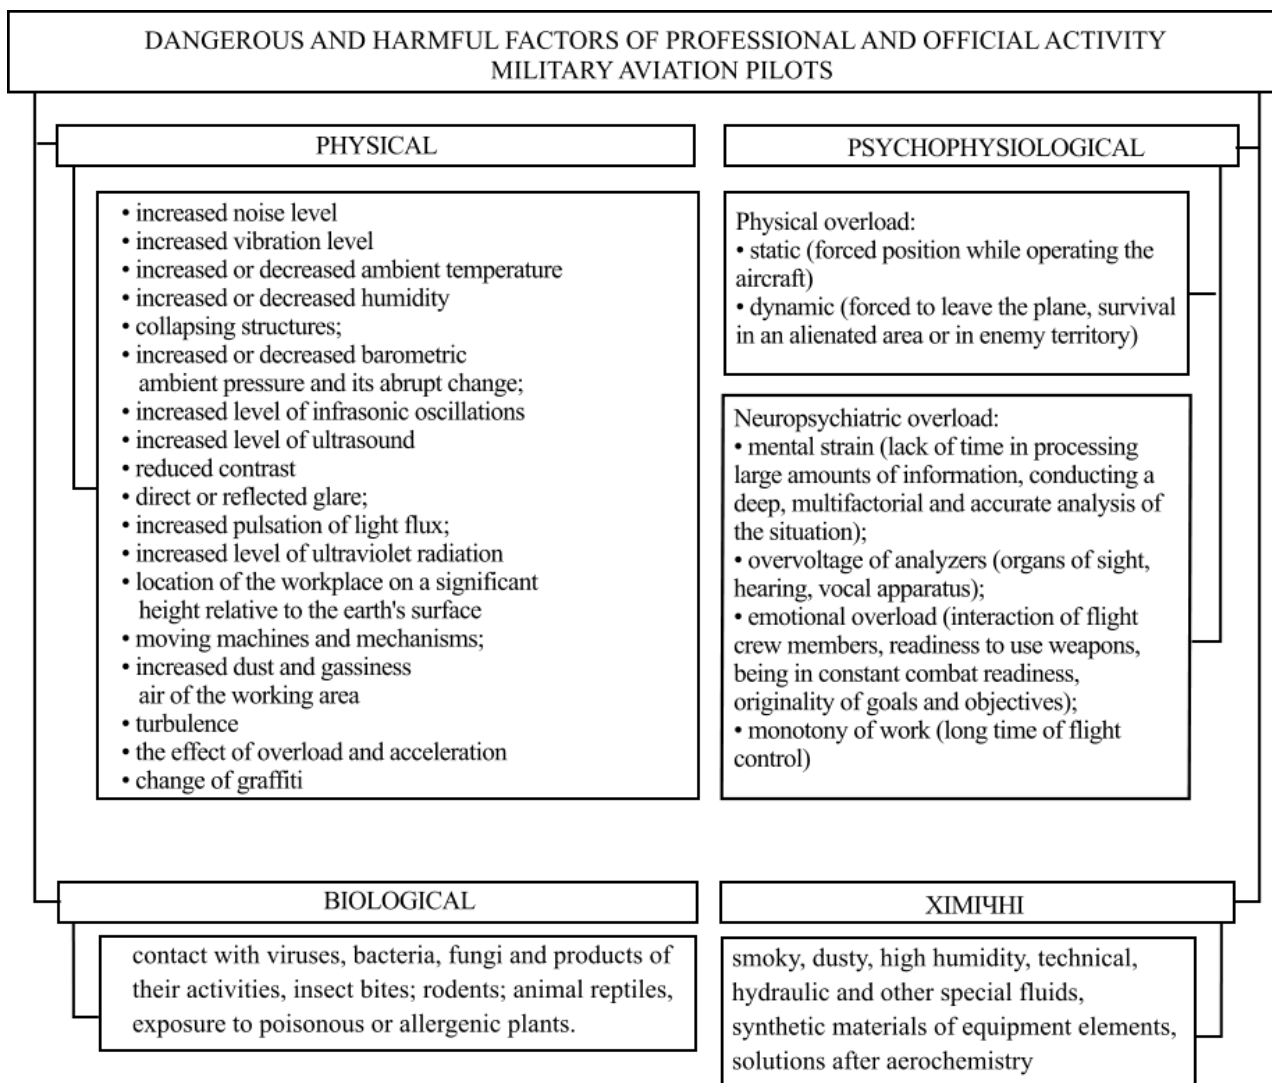 DANGEROUS AND HARMFUL FACTORS OF PROFESSIONAL AND OFFICIAL ACTIVITY
MILITARY AVIATION PILOTS
PHYSICAL
• increased noise level
• increased vibration level
• increased or decreased ambient temperature
• increased or decreased humidity
• collapsing structures;
• increased or decreased barometric
ambient pressure and its abrupt change;
• increased level of infrasonic oscillations
• increased level of ultrasound
• reduced contrast
• direct or reflected glare;
• increased pulsation of light flux;
• increased level of ultraviolet radiation
• location of the workplace on a significant
height relative to the earth's surface
• moving machines and mechanisms;
• increased dust and gassiness
air of the working area
• turbulence
• the effect of overload and acceleration
• change of graffiti
PSYCHOPHYSIOLOGICAL
Physical overload:
• static (forced position while operating the
aircraft)
• dynamic (forced to leave the plane, survival
in an alienated area or in enemy territory)
Neuropsychiatric overload:
• mental strain (lack of time in processing
large amounts of information, conducting a
deep, multifactorial and accurate analysis of
the situation);
• overvoltage of analyzers (organs of sight,
hearing, vocal apparatus);
• emotional overload (interaction of flight
crew members, readiness to use weapons,
being in constant combat readiness,
originality of goals and objectives);
• monotony of work (long time of flight
control)
BIOLOGICAL
contact with viruses, bacteria, fungi and products of
their activities, insect bites; rodents; animal reptiles,
exposure to poisonous or allergenic plants.
ХІМІЧНІ
smoky, dusty, high humidity, technical,
hydraulic and other special fluids,
synthetic materials of equipment elements,
solutions after aerochemistry